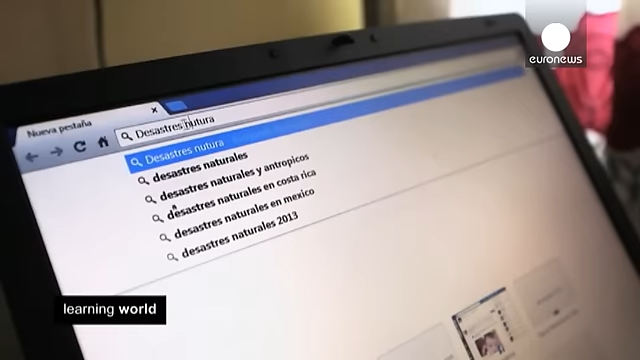 euronews
Nueva pestaña
Desastres nutura
Desastres nutura
desastres naturales
desastres naturales y antropicos
desastres naturales en costa rica
desastres naturales en mexico
desastres naturales 2013
learning world